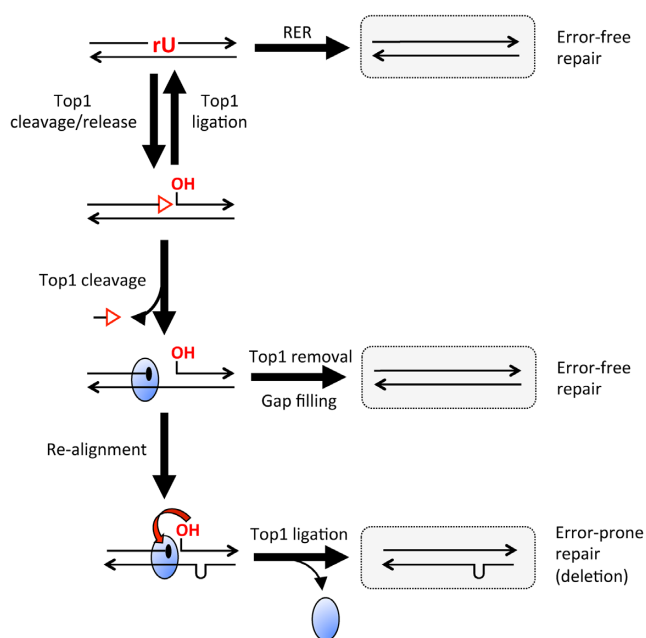 rU
RER
Error-free
repair
Top1
cleavage/release
Top1
ligation
OH
Top1 cleavage
OH
Top1 removal
Gap filling
Error-free
repair
Re-alignment
OH
Top1 ligation
Error-prone
repair
(deletion)